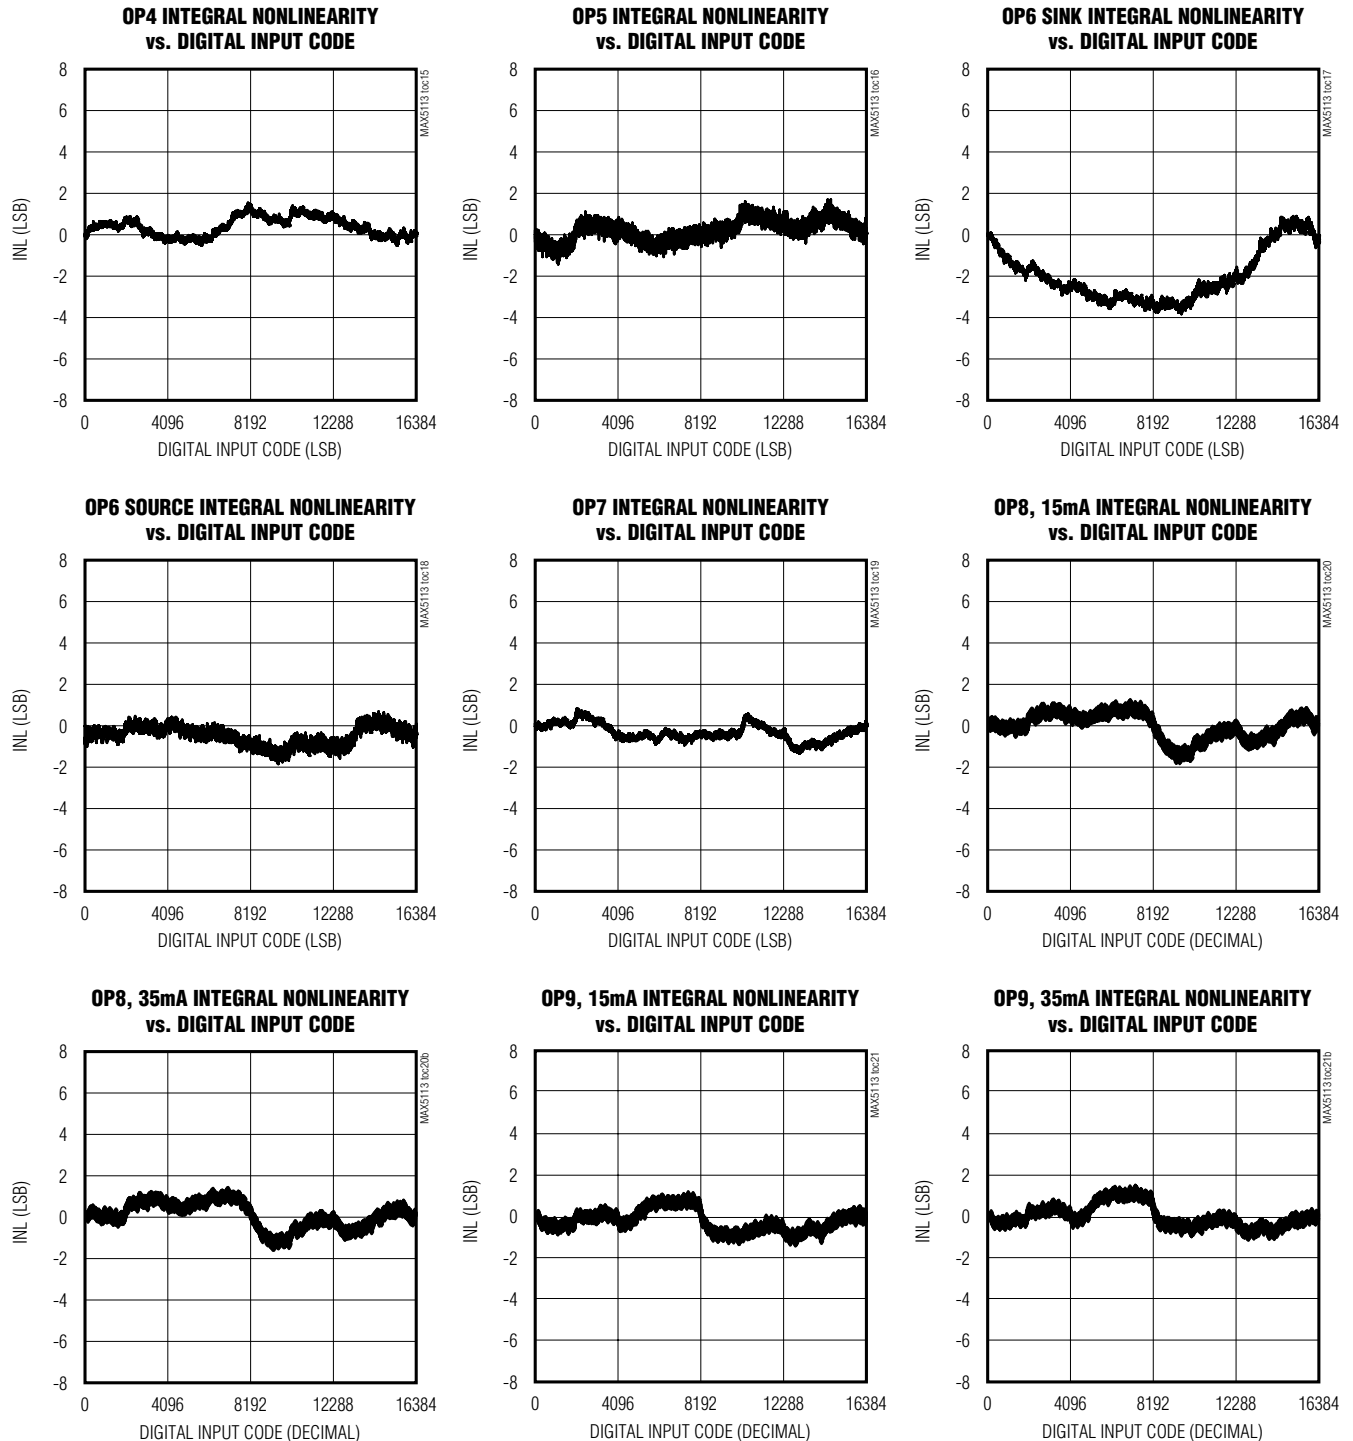 OP4 INTEGRAL NONLINEARITY
vs. DIGITAL INPUT CODE
MAX5113 toc15
8
6
4
2
0
-2
-4
-6
-8
INL (LSB)
0 4096 8192 12288 16384
DIGITAL INPUT CODE (LSB)
OP5 INTEGRAL NONLINEARITY
vs. DIGITAL INPUT CODE
MAX5113 toc16
8
6
4
2
0
-2
-4
-6
-8
INL (LSB)
0 4096 8192 12288 16384
DIGITAL INPUT CODE (LSB)
OP6 SINK INTEGRAL NONLINEARITY
vs. DIGITAL INPUT CODE
MAX5113 toc17
8
6
4
2
0
-2
-4
-6
-8
INL (LSB)
0 4096 8192 12288 16384
DIGITAL INPUT CODE (LSB)
OP6 SOURCE INTEGRAL NONLINEARITY
vs. DIGITAL INPUT CODE
MAX5113 toc18
8
6
4
2
0
-2
-4
-6
-8
INL (LSB)
0 4096 8192 12288 16384
DIGITAL INPUT CODE (LSB)
OP7 INTEGRAL NONLINEARITY
vs. DIGITAL INPUT CODE
MAX5113 toc19
8
6
4
2
0
-2
-4
-6
-8
INL (LSB)
0 4096 8192 12288 16384
DIGITAL INPUT CODE (LSB)
OP8, 15mA INTEGRAL NONLINEARITY
vs. DIGITAL INPUT CODE
MAX5113 toc20
8
6
4
2
0
-2
-4
-6
-8
INL (LSB)
0 4096 8192 12288 16384
DIGITAL INPUT CODE (DECIMAL)
OP8, 35mA INTEGRAL NONLINEARITY
vs. DIGITAL INPUT CODE
MAX5113 toc20b
8
6
4
2
0
-2
-4
-6
-8
INL (LSB)
0 4096 8192 12288 16384
DIGITAL INPUT CODE (DECIMAL)
OP9, 15mA INTEGRAL NONLINEARITY
vs. DIGITAL INPUT CODE
MAX5113 toc21
8
6
4
2
0
-2
-4
-6
-8
INL (LSB)
0 4096 8192 12288 16384
DIGITAL INPUT CODE (DECIMAL)
OP9, 35mA INTEGRAL NONLINEARITY
vs. DIGITAL INPUT CODE
MAX5113 toc21b
8
6
4
2
0
-2
-4
-6
-8
INL (LSB)
0 4096 8192 12288 16384
DIGITAL INPUT CODE (DECIMAL)